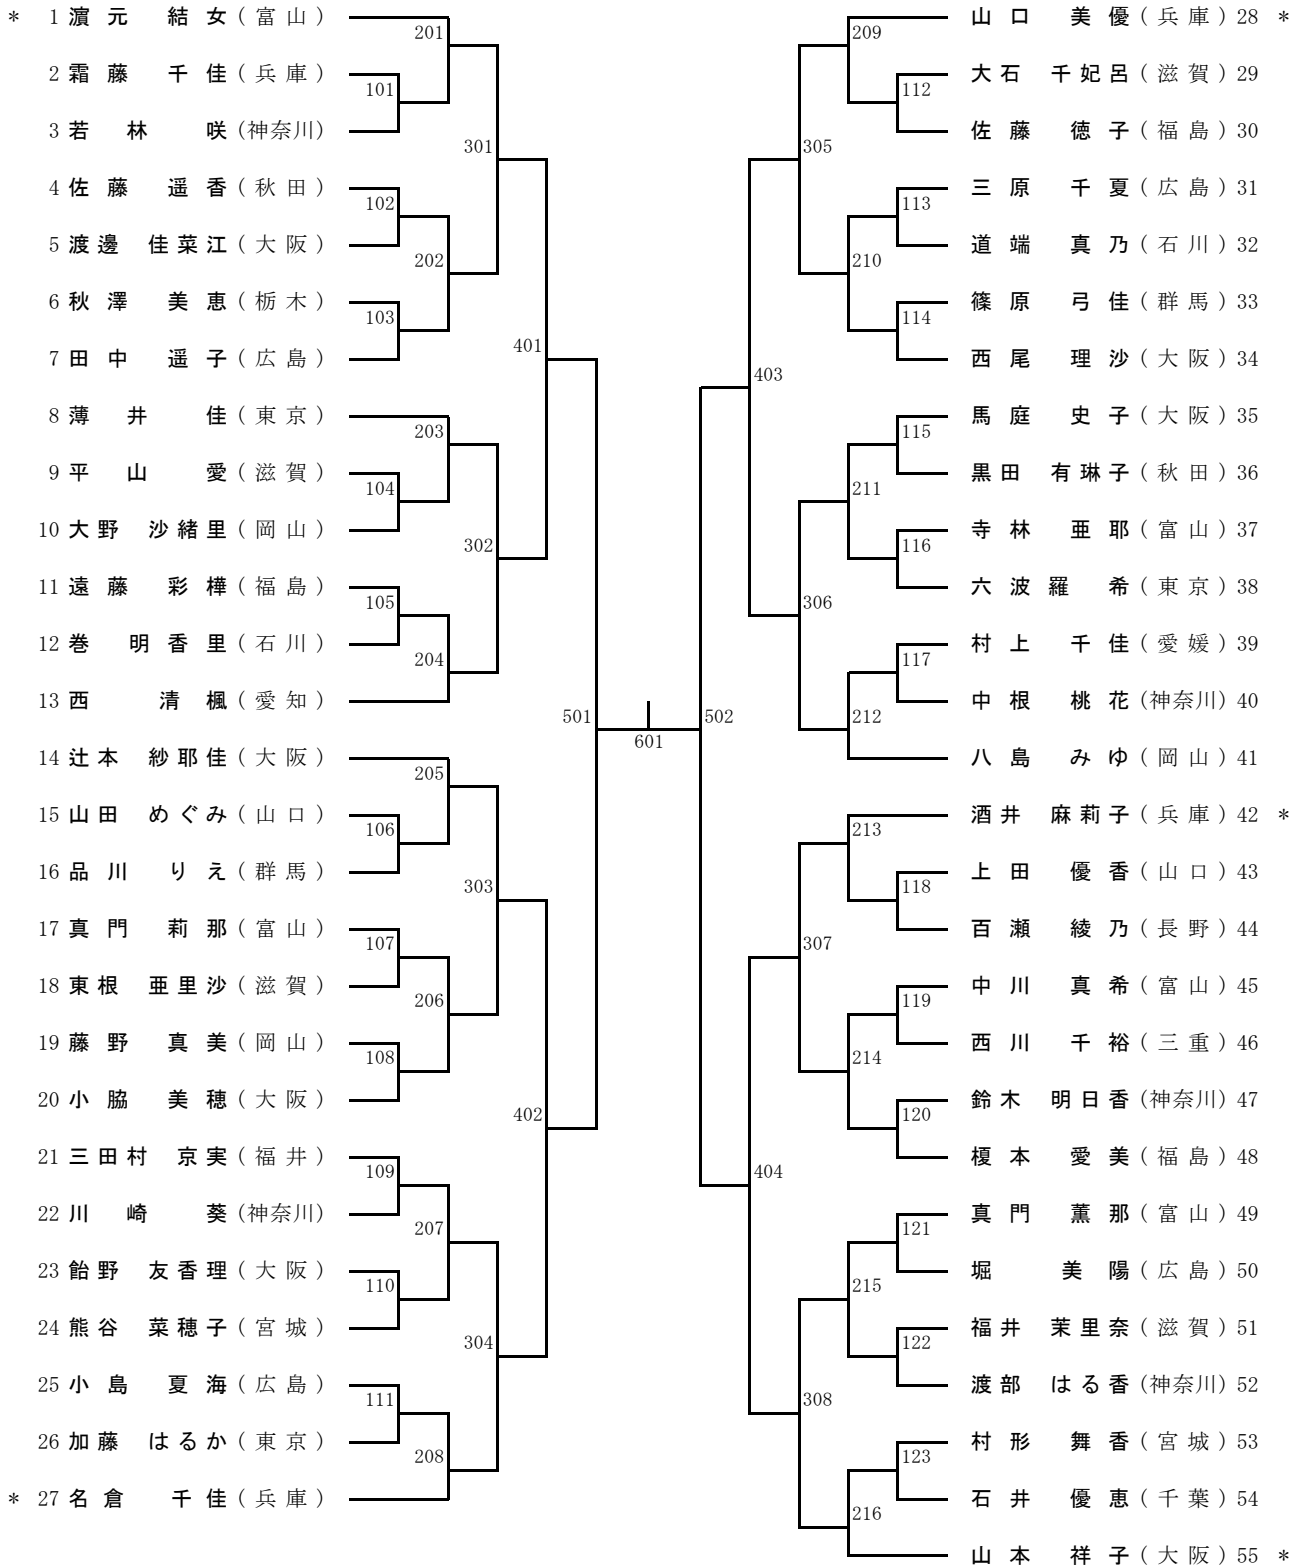 * 1 濵元 結女 (富山)
201
2 霜藤 千佳 (兵庫)
101
3 若林 咲 (神奈川)
301
4 佐藤 遥香 (秋田)
102
5 渡邊 佳菜江 (大阪)
202
6 秋澤 美恵 (栃木)
103
7 田中 遥子 (広島)
401
8 薄井 佳 (東京)
203
9 平山 愛 (滋賀)
104
10 大野 沙緒里 (岡山)
302
11 遠藤 彩樺 (福島)
105
12 巻 明香里 (石川)
204
13 西 清楓 (愛知)
501
14 辻本 紗耶佳 (大阪)
205
15 山田 めぐみ (山口)
106
16 品川 りえ (群馬)
303
17 真門 莉那 (富山)
107
18 東根 亜里沙 (滋賀)
206
19 藤野 真美 (岡山)
108
20 小脇 美穂 (大阪)
402
21 三田村 京実 (福井)
109
22 川崎 葵 (神奈川)
207
23 飴野 友香理 (大阪)
110
24 熊谷 菜穂子 (宮城)
304
25 小島 夏海 (広島)
111
26 加藤 はるか (東京)
208
* 27 名倉 千佳 (兵庫)
601
山口 美優 (兵庫) 28 *
209
大石 千妃呂 (滋賀) 29
112
佐藤 徳子 (福島) 30
305
三原 千夏 (広島) 31
113
道端 真乃 (石川) 32
210
篠原 弓佳 (群馬) 33
114
西尾 理沙 (大阪) 34
403
馬庭 史子 (大阪) 35
115
黒田 有琳子 (秋田) 36
211
寺林 亜耶 (富山) 37
116
六波羅 希 (東京) 38
306
村上 千佳 (愛媛) 39
117
中根 桃花 (神奈川) 40
502
212
八島 みゆ (岡山) 41
酒井 麻莉子 (兵庫) 42 *
213
上田 優香 (山口) 43
118
百瀬 綾乃 (長野) 44
307
中川 真希 (富山) 45
119
西川 千裕 (三重) 46
214
鈴木 明日香 (神奈川) 47
120
榎本 愛美 (福島) 48
404
真門 薫那 (富山) 49
121
堀 美陽 (広島) 50
215
福井 茉里奈 (滋賀) 51
122
渡部 はる香 (神奈川) 52
308
村形 舞香 (宮城) 53
123
石井 優恵 (千葉) 54
216
山本 祥子 (大阪) 55 *